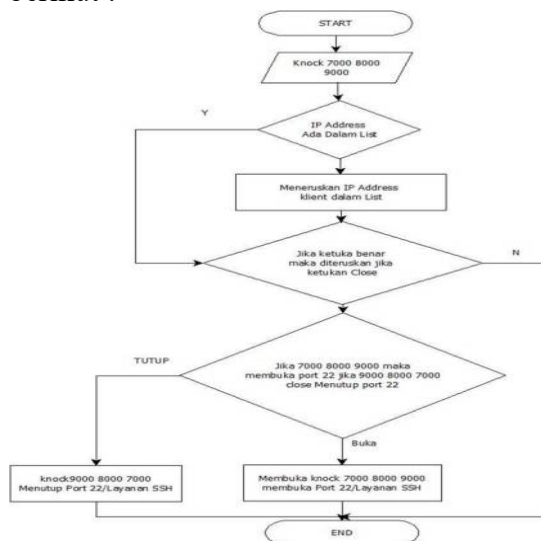 START
Knock 7000 8000
9000
Y
IP Address
Ada Dalam List
Meneruskan IP Address
klient dalam List
Jika ketuka benar
maka diteruskan jika
ketukan Close
N
Jika 7000 8000 9000 maka
membuka port 22 jika 9000 8000 7000
close Menutup port 22
TUTUP
Buka
knock9000 8000 7000
Menutup Port 22/Layanan SSH
Membuka knock 7000 8000 9000
membuka Port 22/Layanan SSH
END